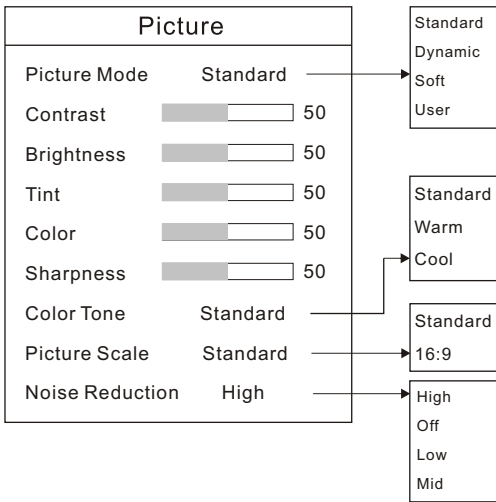 Picture
Picture Mode Standard
Contrast 50
Brightness 50
Tint 50
Color 50
Sharpness 50
Color Tone Standard
Picture Scale Standard
Noise Reduction High
Standard
Dynamic
Soft
User
Standard
Warm
Cool
Standard
16:9
High
Off
Low
Mid